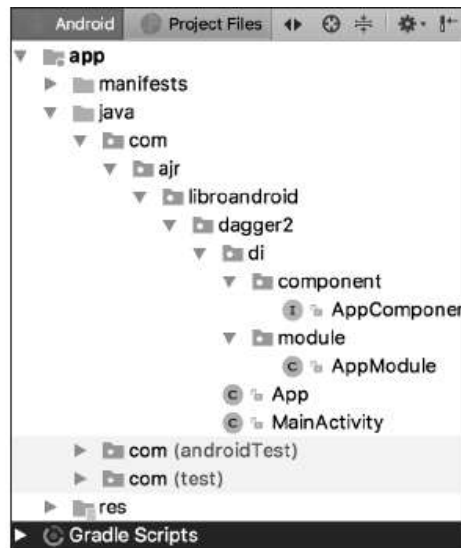 Android Project Files
app
manifests
java
com
ajr
libroandroid
dagger2
di
component
I AppComponen
module
C AppModule
C App
C MainActivity
com (androidTest)
com (test)
res
Gradle Scripts